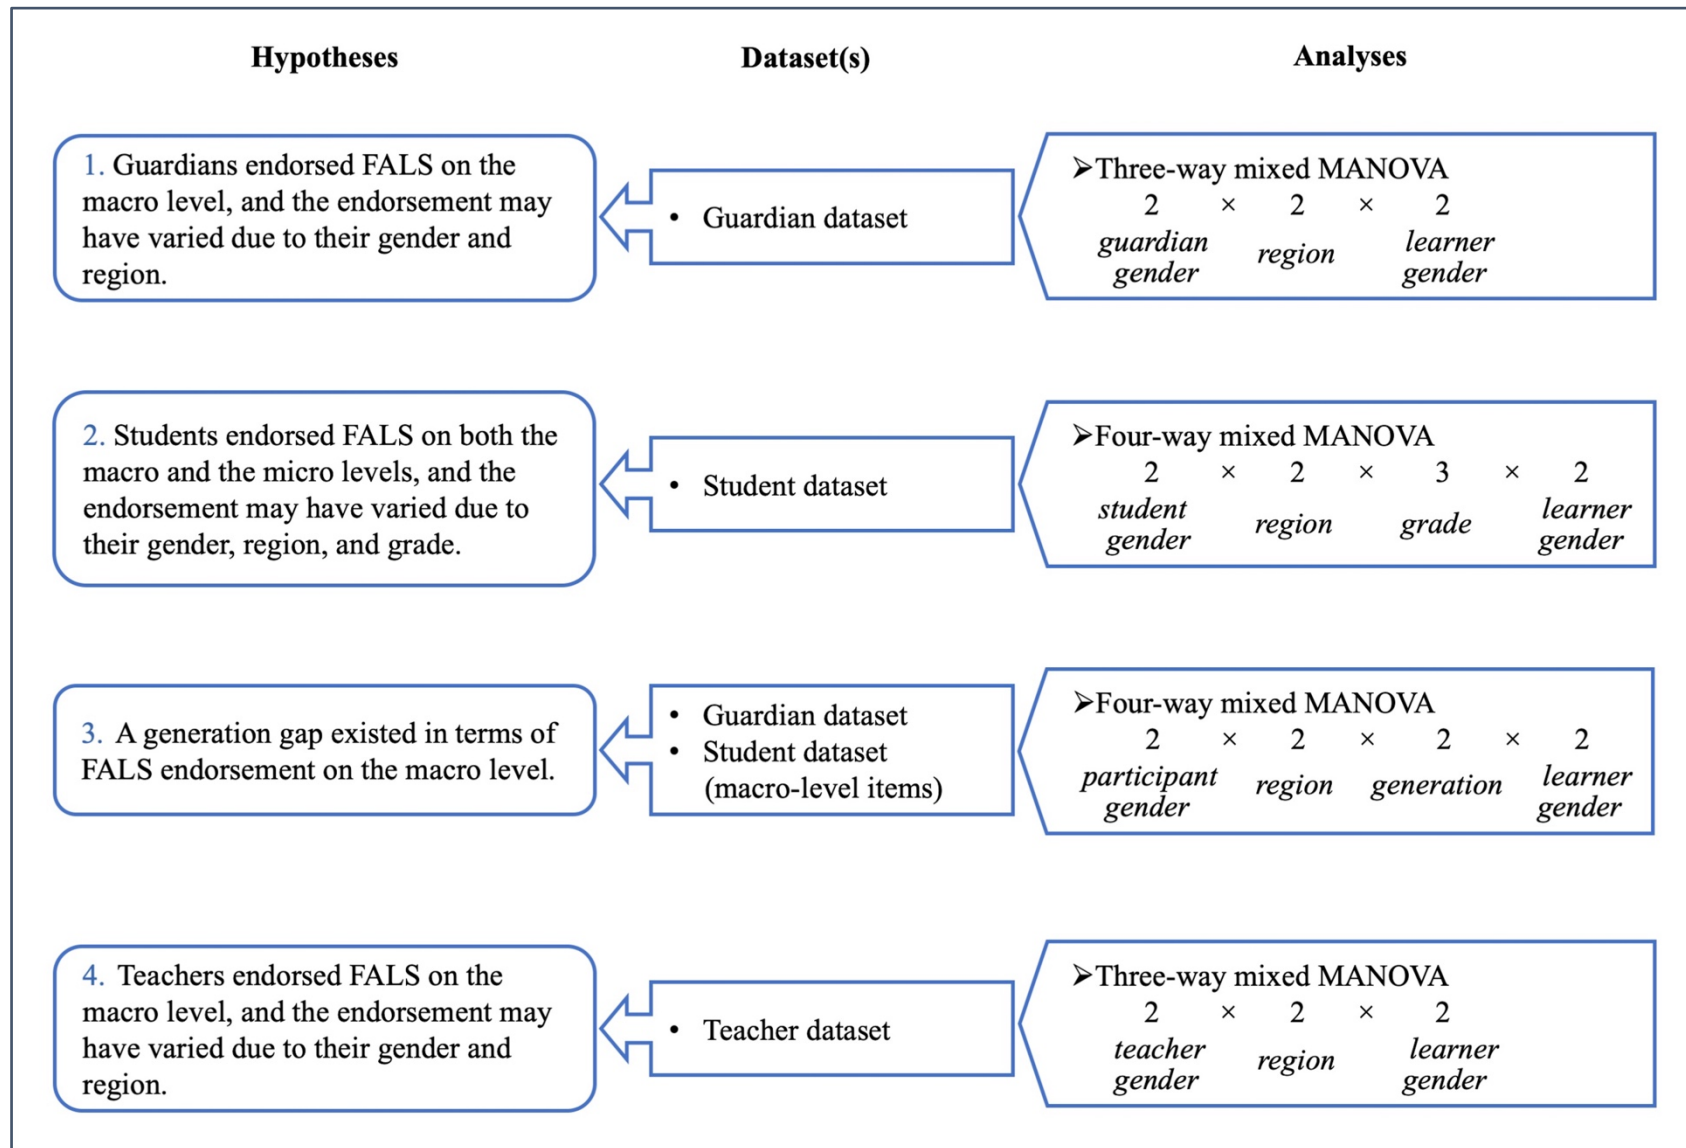 Hypotheses
Dataset(s)
Analyses
1. Guardians endorsed FALS on the
macro level, and the endorsement may
have varied due to their gender and
region.
• Guardian dataset
➢Three-way mixed MANOVA
2 × 2 × 2
guardian gender
region
learner gender
2. Students endorsed FALS on both the
macro and the micro levels, and the
endorsement may have varied due to
their gender, region, and grade.
• Student dataset
➢Four-way mixed MANOVA
2 × 2 × 3 × 2
student gender
region
grade
learner gender
3. A generation gap existed in terms of
FALS endorsement on the macro level.
• Guardian dataset
• Student dataset
(macro-level items)
➢Four-way mixed MANOVA
2 × 2 × 2 × 2
participant gender
region
generation
learner gender
4. Teachers endorsed FALS on the
macro level, and the endorsement may
have varied due to their gender and
region.
• Teacher dataset
➢Three-way mixed MANOVA
2 × 2 × 2
teacher gender
region
learner gender